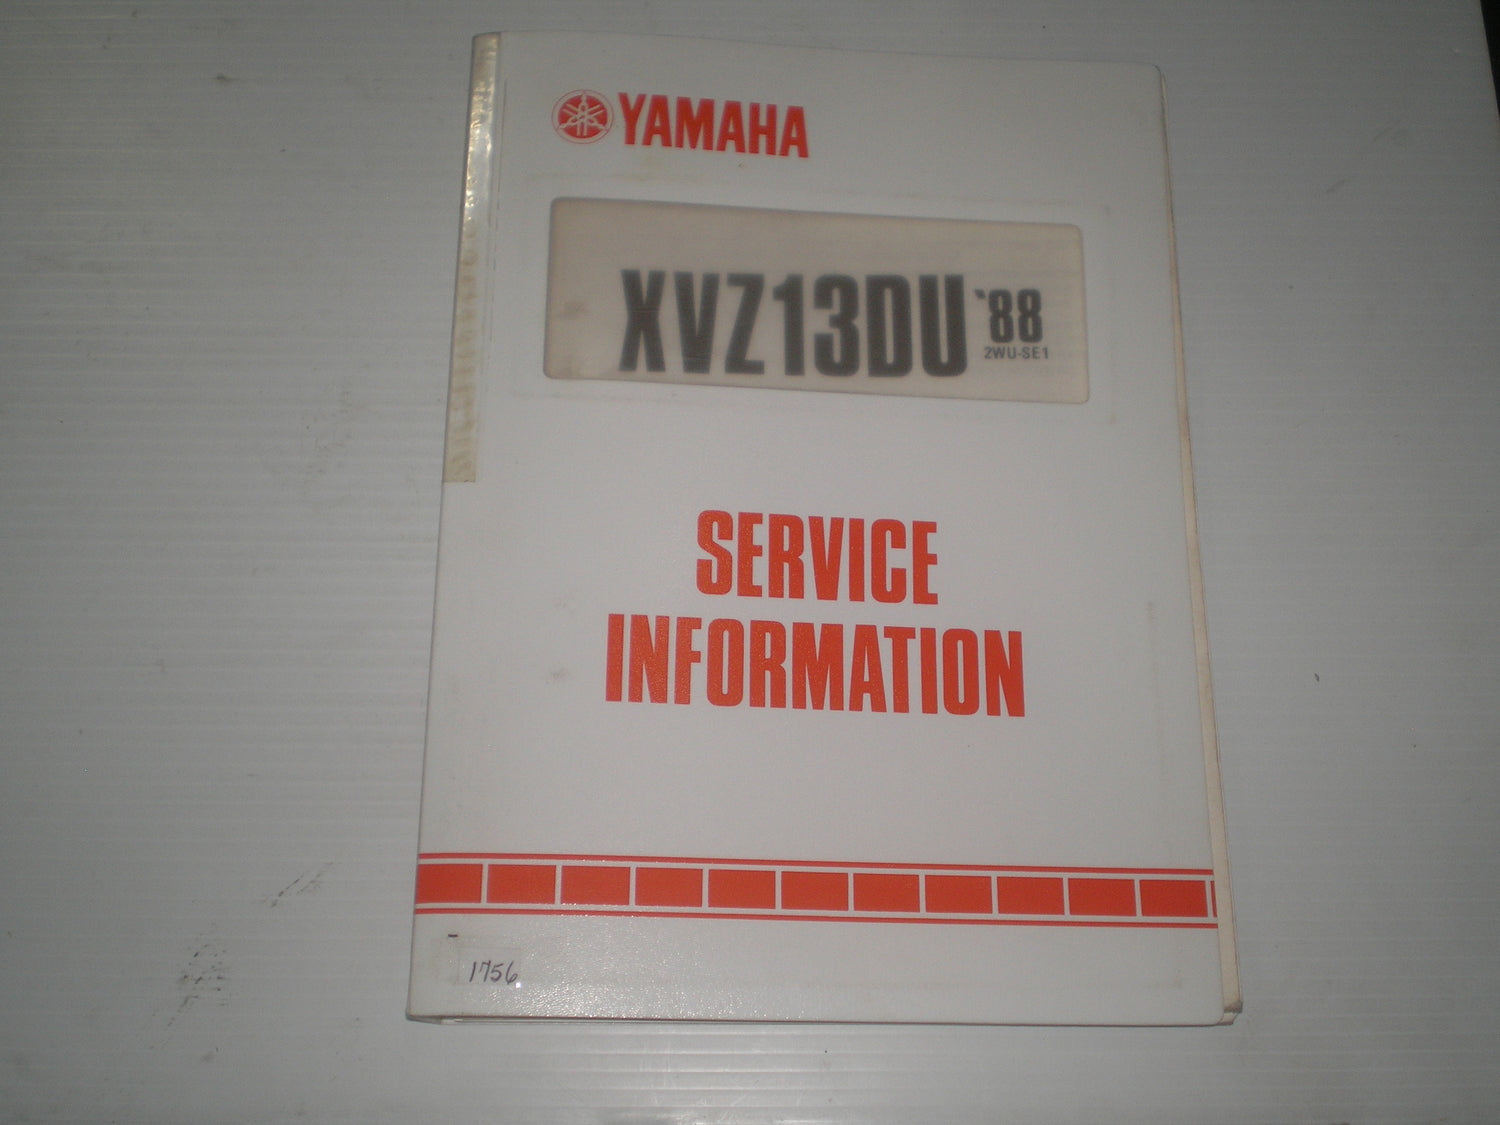 YAMAHA
XVZ13DU '88
2WU-SE1
SERVICE
INFORMATION
1756